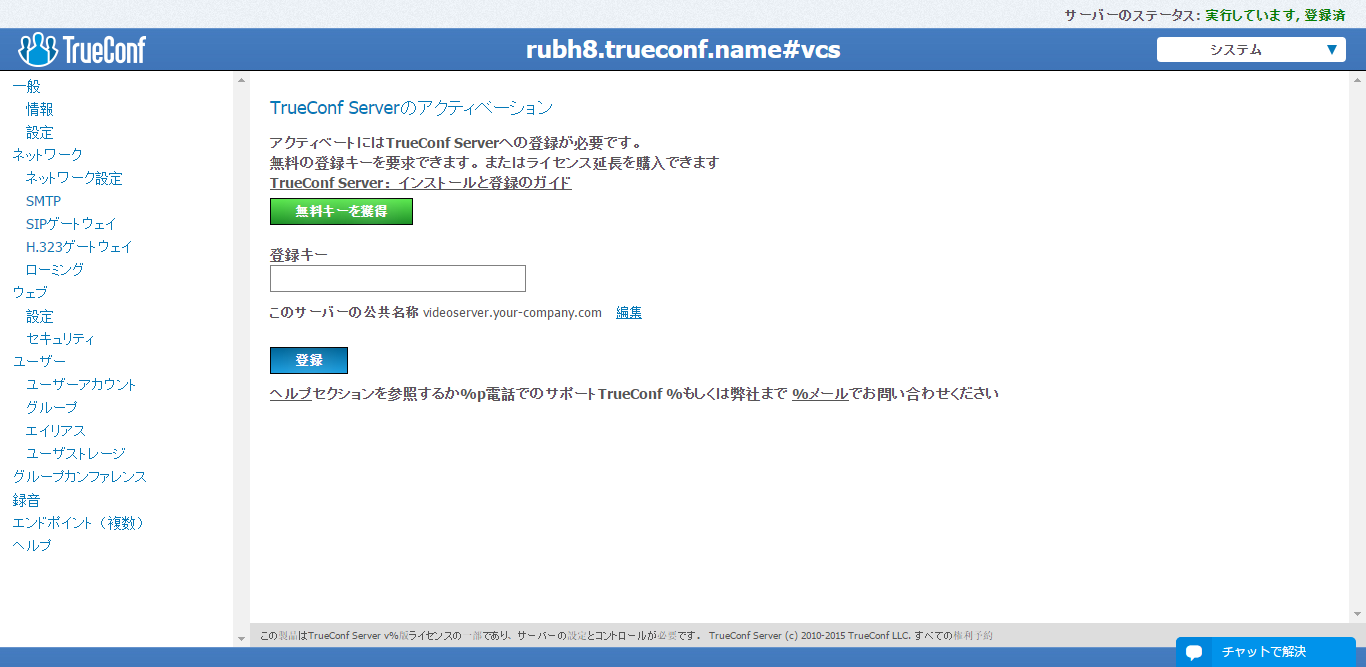 サーバーのステータス: 実行しています, 登録済
TrueConf
rubh8.trueconf.name#vcs
システム ▼
一般
情報
設定
ネットワーク
ネットワーク設定
SMTP
SIPゲートウェイ
H.323ゲートウェイ
ローミング
ウェブ
設定
セキュリティ
ユーザー
ユーザーアカウント
グループ
エイリアス
ユーザストレージ
グループカンファレンス
録音
エンドポイント（複数）
ヘルプ
TrueConf Serverのアクティベーション
アクティベートにはTrueConf Serverへの登録が必要です。
無料の登録キーを要求できます。またはライセンス延長を購入できます
TrueConf Server: インストールと登録のガイド
無料キーを獲得
登録キー
このサーバーの公共名称 videoserver.your-company.com 編集
登録
ヘルプセクションを参照するか%p電話でのサポートTrueConf %もしくは弊社まで %メールでお問い合わせください
この製品はTrueConf Server v%版ライセンスの一部であり、サーバーの設定とコントロールが必要です。 TrueConf Server (c) 2010-2015 TrueConf LLC. すべての権利予約
チャットで解決